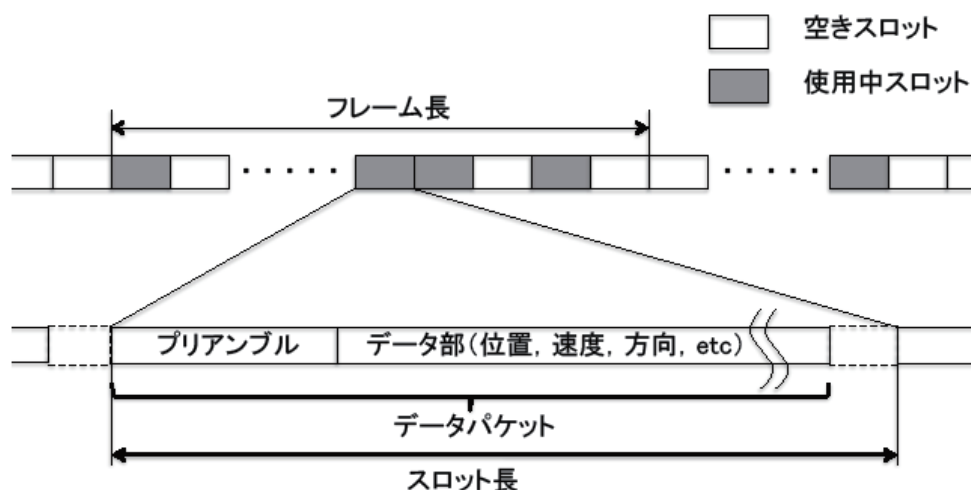 空きスロット
使用中スロット
フレーム長
・・・・・
・・・・・
プリアンブル
データ部(位置, 速度, 方向, etc)
データパケット
スロット長